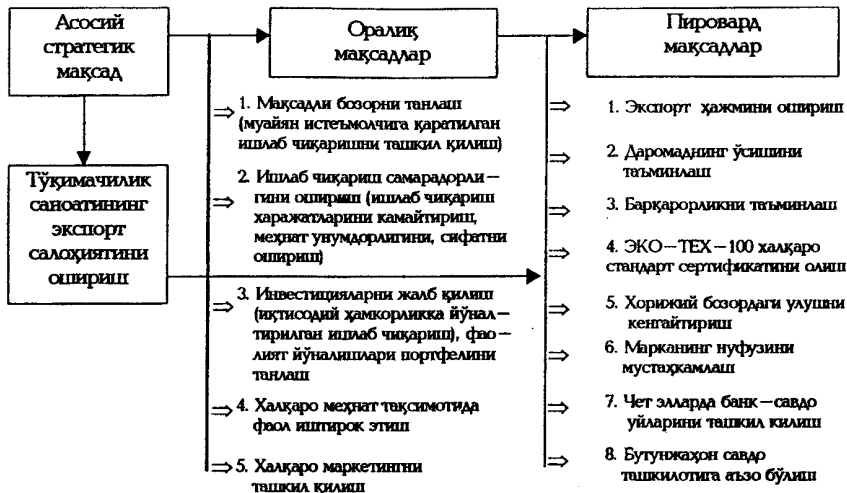 Асосий
стратегик
мақсад
Тўқимачилик
саноатининг
экспорт
салоҳиятини
ошириш
Оралиқ
мақсадлар
1. Мақсадли бозорни танлаш
(муайян истеъмолчига қаратилган
ишлаб чиқаришни ташкил қилиш)
2. Ишлаб чиқариш самарадорли–
гини ошириш (ишлаб чиқариш
харажатларини камайтириш,
меҳнат унумдорлигини, сифатни
ошириш)
3. Инвестицияларни жалб қилиш
(иқтисодий ҳамкорликка йўнал–
тирилган ишлаб чиқариш), фао–
лият йўналишлари портфелини
танлаш
4. Халқаро меҳнат тақсимотида
фаол иштирок этиш
5. Халқаро маркетингни
ташкил қилиш
Пировард
мақсадлар
1. Экспорт ҳажмини ошириш
2. Даромаднинг ўсишини
таъминлаш
3. Барқарорликни таъминлаш
4. ЭКО–ТЕХ–100 халқаро
стандарт сертификатини олиш
5. Хорижий бозордаги улушни
кенгайтириш
6. Марканинг нуфузини
мустаҳкамлаш
7. Чет элларда банк–савдо
уйларини ташкил килиш
8. Бутунжаҳон савдо
ташкилотига аъзо бўлиш